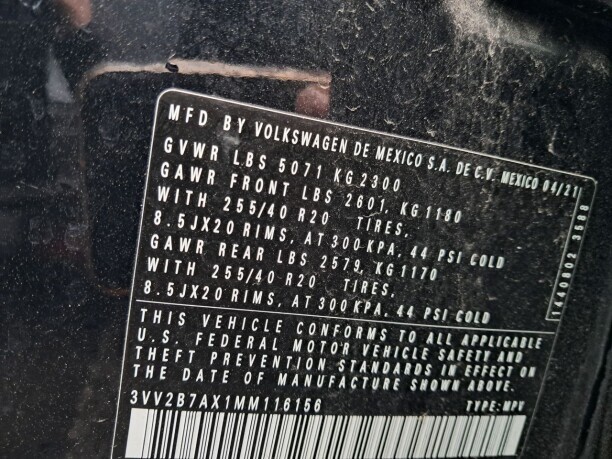 MFD BY VOLKSWAGEN DE MEXICO S.A. DE C.V. MEXICO 04/21
GVWR LBS 5071 KG 2300
GAWR FRONT LBS 2601, KG 1180
WITH 255/40 R20 TIRES,
8.5JX20 RIMS, AT 300 KPA, 44 PSI COLD
GAWR REAR LBS 2579, KG 1170
WITH 255/40 R20 TIRES,
8.5JX20 RIMS, AT 300KPA, 44 PSI COLD
THIS VEHICLE CONFORMS TO ALL APPLICABLE
U.S. FEDERAL MOTOR VEHICLE SAFETY AND
THEFT PREVENTION STANDARDS IN EFFECT ON
THE DATE OF MANUFACTURE SHOWN ABOVE.
3VV2B7AX1MM116156 TYPE: MPV